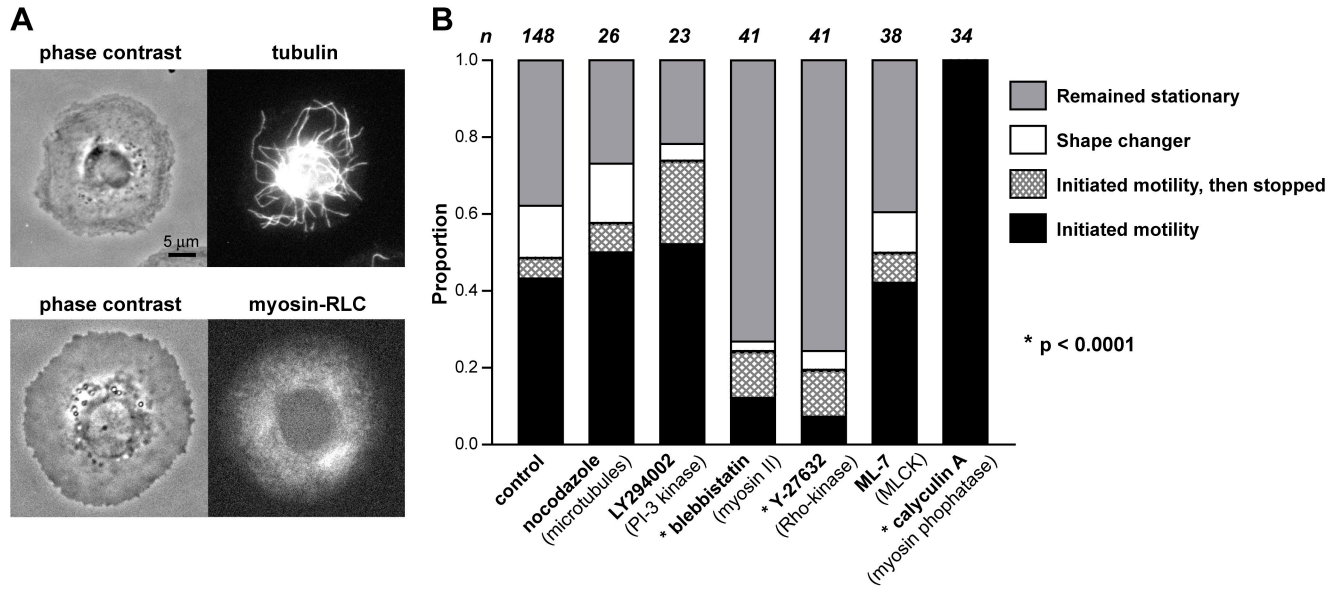 A
phase contrast
tubulin
5 μm
phase contrast
myosin-RLC
B
n 148 26 23 41 41 38 34
Proportion
1.0
0.8
0.6
0.4
0.2
0.0
control
nocodazole
(microtubules)
LY294002
(PI-3 kinase)
* blebbistatin
(myosin II)
* Y-27632
(Rho-kinase)
ML-7
(MLCK)
* calyculin A
(myosin phophatase)
Remained stationary
Shape changer
Initiated motility, then stopped
Initiated motility
* p < 0.0001